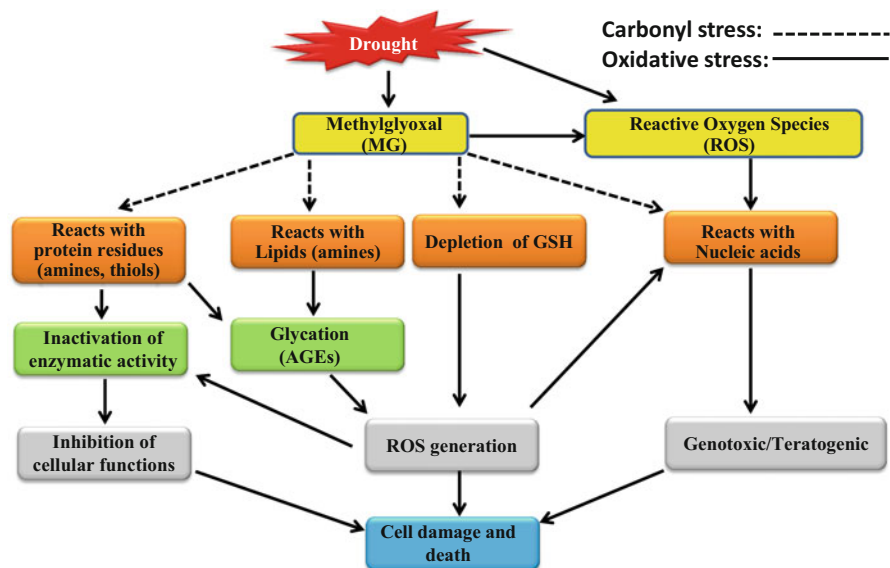 Drought
Carbonyl stress:
Oxidative stress:
Methylglyoxal
(MG)
Reactive Oxygen Species
(ROS)
Reacts with
protein residues
(amines, thiols)
Reacts with
Lipids (amines)
Depletion of GSH
Reacts with
Nucleic acids
Inactivation of
enzymatic activity
Glycation
(AGEs)
Inhibition of
cellular functions
ROS generation
Genotoxic/Teratogenic
Cell damage and
death